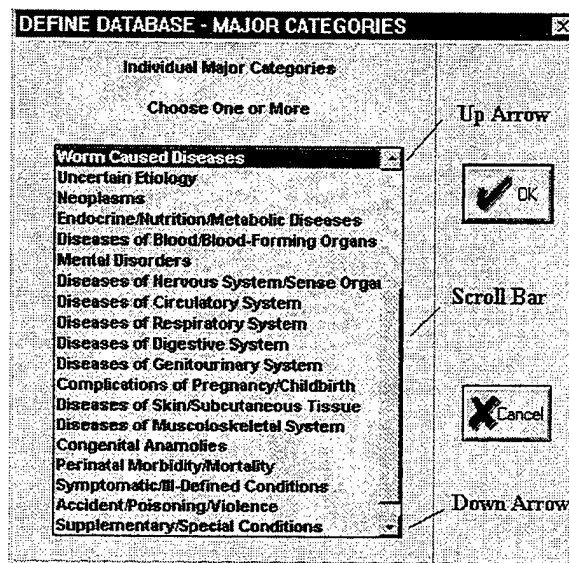 DEFINE DATABASE - MAJOR CATEGORIES
Individual Major Categories
Choose One or More
Up Arrow
Worm Caused Diseases
Uncertain Etiology
Neoplasms
Endocrine/Nutrition/Metabolic Diseases
Diseases of Blood/Blood-Forming Organs
Mental Disorders
Diseases of Nervous System/Sense Orga
Diseases of Circulatory System
Diseases of Respiratory System
Diseases of Digestive System
Diseases of Genitourinary System
Complications of Pregnancy/Childbirth
Diseases of Skin/Subcutaneous Tissue
Diseases of Muscoloskeletal System
Congenital Anamolies
Perinatal Morbidity/Mortality
Symptomatic/Ill-Defined Conditions
Accident/Poisoning/Violence
Supplementary/Special Conditions
OK
Scroll Bar
Cancel
Down Arrow